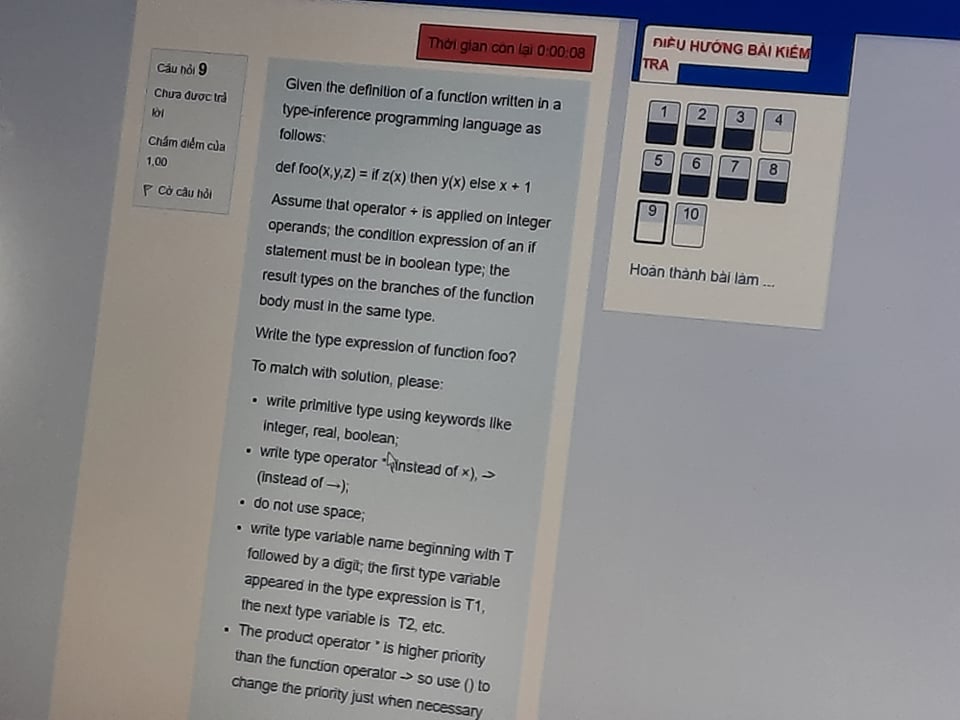 Thời gian còn lại 0:00:08
Câu hỏi 9
Chưa được trả
lời
Chấm điểm của
1,00
Cờ câu hỏi
Given the definition of a function written in a
type-inference programming language as
follows:
def foo(x,y,z) = if z(x) then y(x) else x + 1
Assume that operator + is applied on integer
operands; the condition expression of an if
statement must be in boolean type; the
result types on the branches of the function
body must in the same type.
Write the type expression of function foo?
To match with solution, please:
• write primitive type using keywords like
integer, real, boolean;
• write type operator * (instead of ×), ->
(instead of →);
• do not use space;
• write type variable name beginning with T
followed by a digit; the first type variable
appeared in the type expression is T1,
the next type variable is T2, etc.
• The product operator * is higher priority
than the function operator -> so use () to
change the priority just when necessary
ĐIỀU HƯỚNG BÀI KIỂM
TRA
1 2 3 4
5 6 7 8
9 10
Hoàn thành bài làm ...